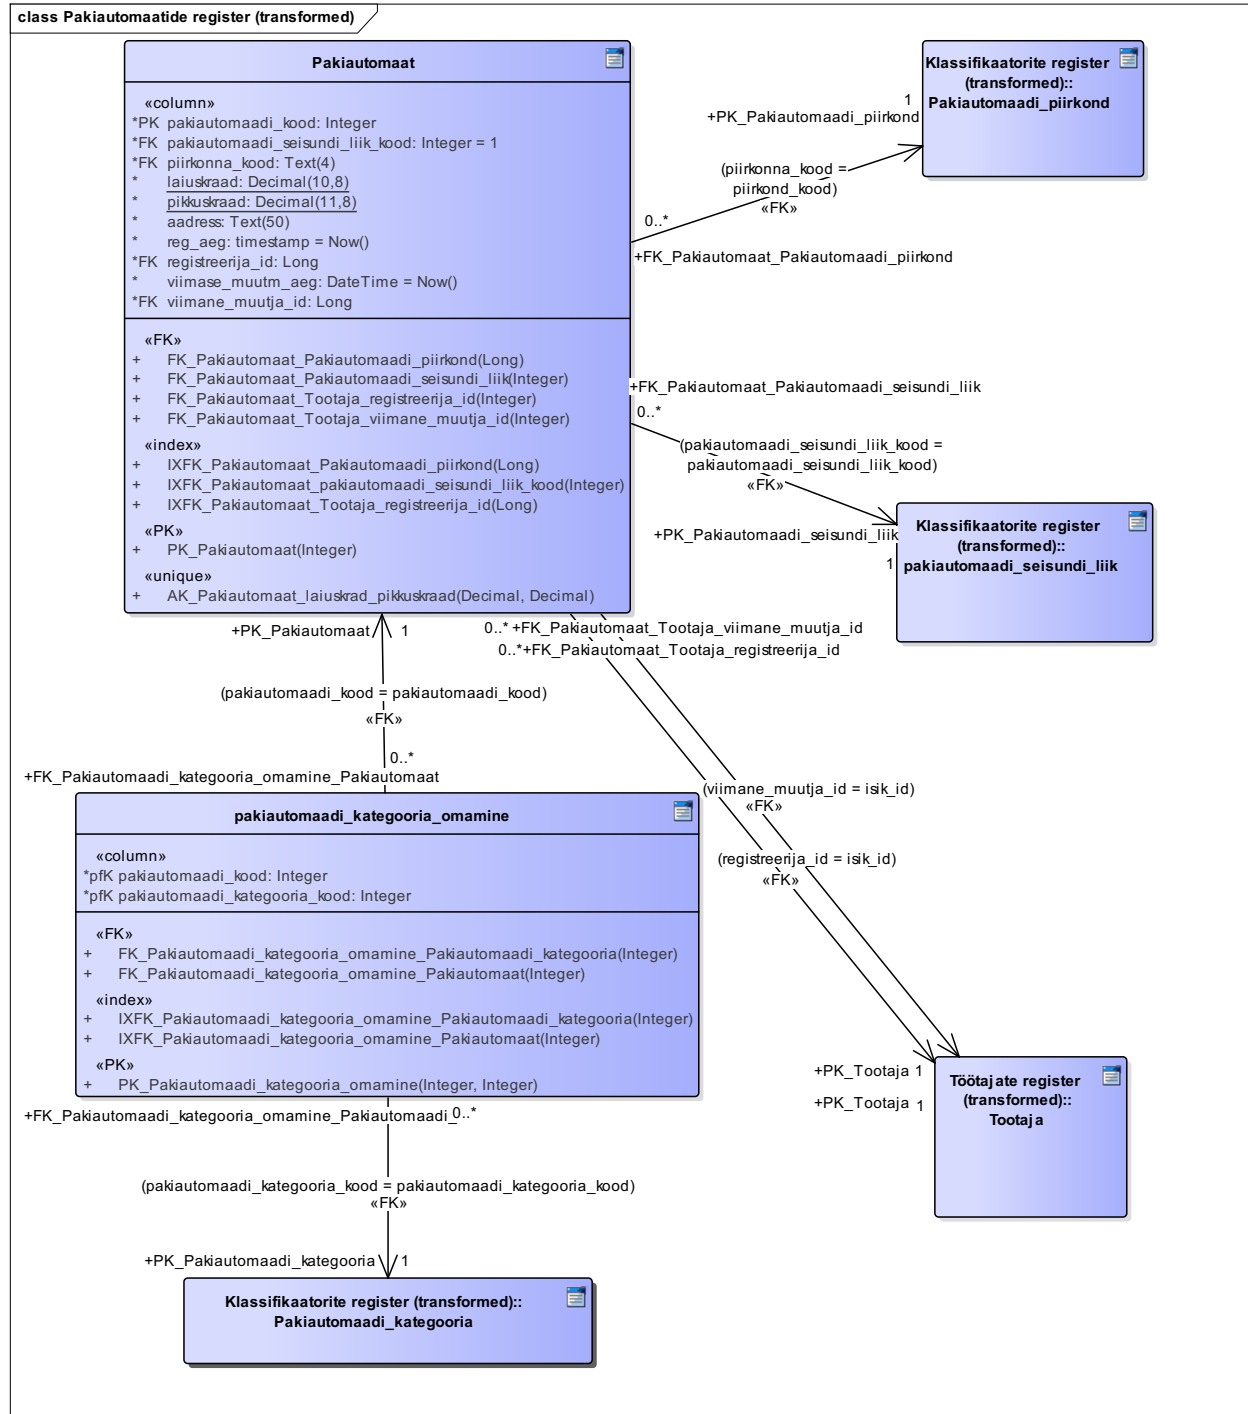 class Pakiautomaatide register (transformed)
Pakiautomaat
«column»
*PK pakiautomaadi_kood: Integer
*FK pakiautomaadi_seisundi_liik_kood: Integer = 1
*FK piirkonna_kood: Text(4)
* laiuskraad: Decimal(10,8)
* pikkuskraad: Decimal(11,8)
* aadress: Text(50)
* reg_aeg: timestamp = Now()
*FK registreerija_id: Long
* viimase_muutm_aeg: DateTime = Now()
*FK viimane_muutja_id: Long
«FK»
+ FK_Pakiautomaat_Pakiautomaadi_piirkond(Long)
+ FK_Pakiautomaat_Pakiautomaadi_seisundi_liik(Integer)
+ FK_Pakiautomaat_Tootaja_registreerija_id(Integer)
+ FK_Pakiautomaat_Tootaja_viimane_muutja_id(Integer)
«index»
+ IXFK_Pakiautomaat_Pakiautomaadi_piirkond(Long)
+ IXFK_Pakiautomaat_pakiautomaadi_seisundi_liik_kood(Integer)
+ IXFK_Pakiautomaat_Tootaja_registreerija_id(Long)
«PK»
+ PK_Pakiautomaat(Integer)
«unique»
+ AK_Pakiautomaat_laiuskrad_pikkuskraad(Decimal, Decimal)
Klassifikaatorite register
(transformed)::
Pakiautomaadi_piirkond
1
+PK_Pakiautomaadi_piirkond
(piirkonna_kood =
piirkond_kood)
«FK»
0..*
+FK_Pakiautomaat_Pakiautomaadi_piirkond
+FK_Pakiautomaat_Pakiautomaadi_seisundi_liik
0..*
(pakiautomaadi_seisundi_liik_kood =
pakiautomaadi_seisundi_liik_kood)
«FK»
+PK_Pakiautomaadi_seisundi_liik
1
Klassifikaatorite register
(transformed)::
pakiautomaadi_seisundi_liik
+PK_Pakiautomaat 1
0..* +FK_Pakiautomaat_Tootaja_viimane_muutja_id
0..* +FK_Pakiautomaat_Tootaja_registreerija_id
(pakiautomaadi_kood = pakiautomaadi_kood)
«FK»
0..*
+FK_Pakiautomaadi_kategooria_omamine_Pakiautomaat
(viimane_muutja_id = isik_id)
«FK»
(registreerija_id = isik_id)
«FK»
pakiautomaadi_kategooria_omamine
«column»
*pfK pakiautomaadi_kood: Integer
*pfK pakiautomaadi_kategooria_kood: Integer
«FK»
+ FK_Pakiautomaadi_kategooria_omamine_Pakiautomaadi_kategooria(Integer)
+ FK_Pakiautomaadi_kategooria_omamine_Pakiautomaat(Integer)
«index»
+ IXFK_Pakiautomaadi_kategooria_omamine_Pakiautomaadi_kategooria(Integer)
+ IXFK_Pakiautomaadi_kategooria_omamine_Pakiautomaat(Integer)
«PK»
+ PK_Pakiautomaadi_kategooria_omamine(Integer, Integer)
+PK_Tootaja 1
+PK_Tootaja 1
Töötajate register
(transformed)::
Tootaja
+FK_Pakiautomaadi_kategooria_omamine_Pakiautomaadi_ 0..*
(pakiautomaadi_kategooria_kood = pakiautomaadi_kategooria_kood)
«FK»
+PK_Pakiautomaadi_kategooria 1
Klassifikaatorite register (transformed)::
Pakiautomaadi_kategooria